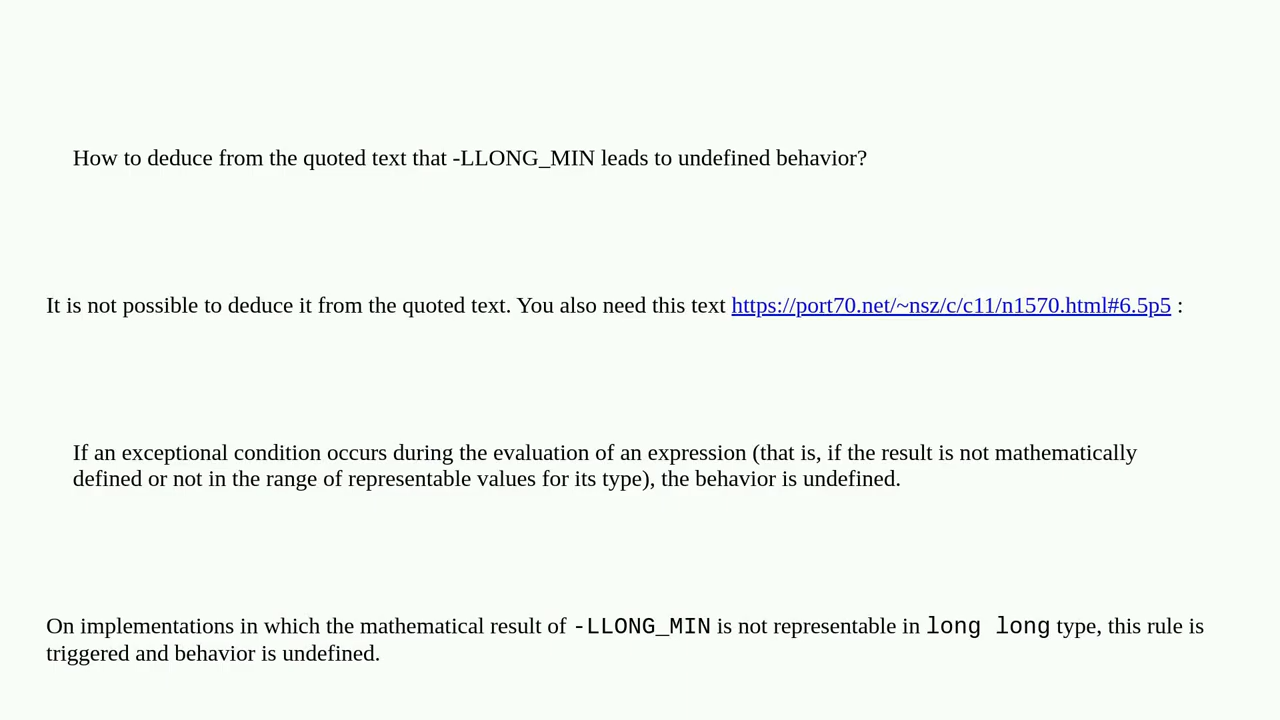 How to deduce from the quoted text that -LLONG_MIN leads to undefined behavior?
It is not possible to deduce it from the quoted text. You also need this text https://port70.net/~nsz/c/c11/n1570.html#6.5p5 :
If an exceptional condition occurs during the evaluation of an expression (that is, if the result is not mathematically
defined or not in the range of representable values for its type), the behavior is undefined.
On implementations in which the mathematical result of -LLONG_MIN is not representable in long long type, this rule is
triggered and behavior is undefined.